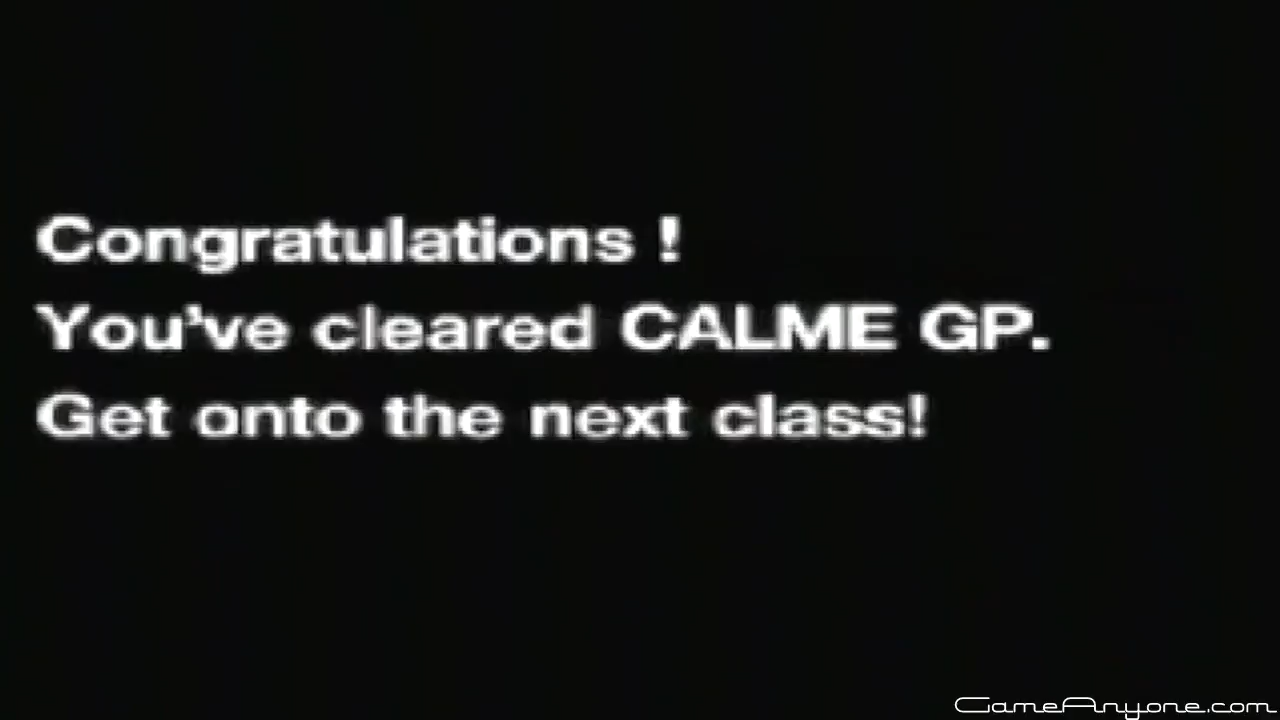 Congratulations !
You've cleared CALME GP.
Get onto the next class!
GameAnyone.com